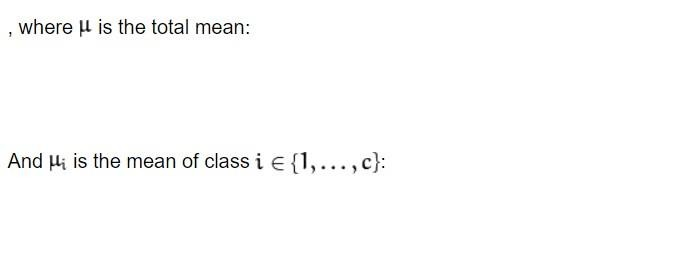 , where μ is the total mean:
And μᵢ is the mean of class i ∈ {1,...,c}: